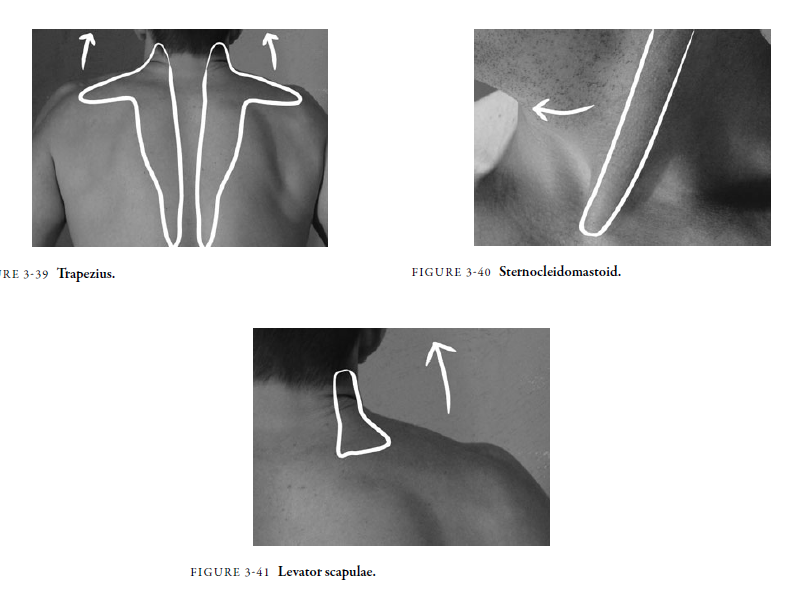 RE 3-39 Trapezius.
FIGURE 3-40 Sternocleidomastoid.
FIGURE 3-41 Levator scapulae.